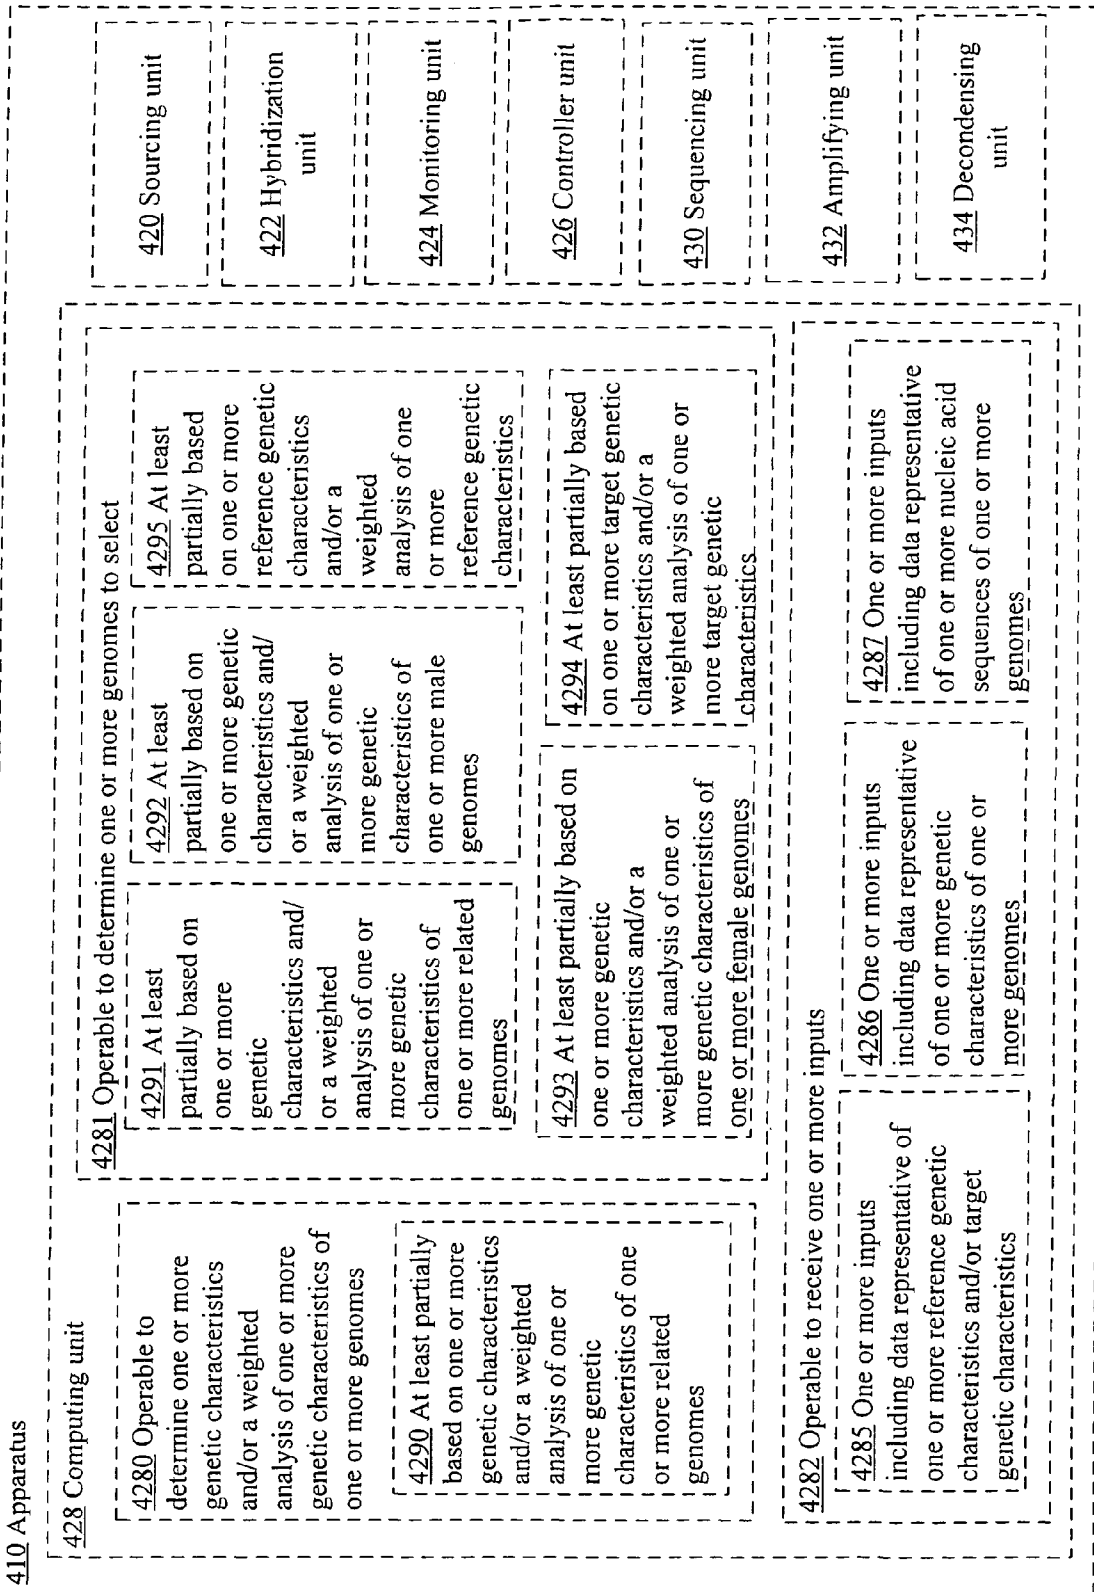 410 Apparatus
428 Computing unit
4280 Operable to
determine one or more
genetic characteristics
and/or a weighted
analysis of one or more
genetic characteristics of
one or more genomes
4290 At least partially
based on one or more
genetic characteristics
and/or a weighted
analysis of one or
more genetic
characteristics of one
or more related
genomes
4281 Operable to determine one or more genomes to select
4291 At least
partially based on
one or more
genetic
characteristics and/
or a weighted
analysis of one or
more genetic
characteristics of
one or more related
genomes
4292 At least
partially based on
one or more genetic
characteristics and/
or a weighted
analysis of one or
more genetic
characteristics of
one or more male
genomes
4295 At least
partially based
on one or more
reference genetic
characteristics
and/or a
weighted
analysis of one
or more
reference genetic
characteristics
4293 At least partially based on
one or more genetic
characteristics and/or a
weighted analysis of one or
more genetic characteristics of
one or more female genomes
4294 At least partially based
on one or more target genetic
characteristics and/or a
weighted analysis of one or
more target genetic
characteristics
4282 Operable to receive one or more inputs
4285 One or more inputs
including data representative of
one or more reference genetic
characteristics and/or target
genetic characteristics
4286 One or more inputs
including data representative
of one or more genetic
characteristics of one or
more genomes
4287 One or more inputs
including data representative
of one or more nucleic acid
sequences of one or more
genomes
420 Sourcing unit
422 Hybridization
unit
424 Monitoring unit
426 Controller unit
430 Sequencing unit
432 Amplifying unit
434 Decondensing
unit